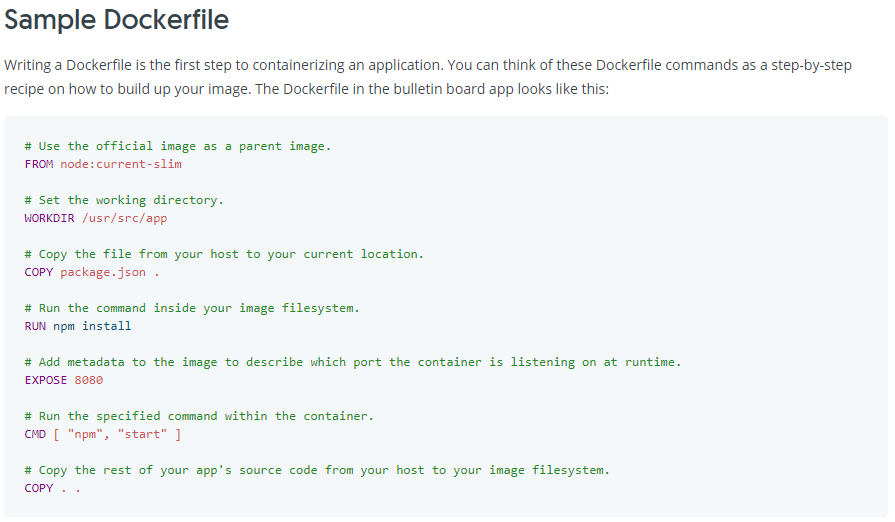 Sample Dockerfile
Writing a Dockerfile is the first step to containerizing an application. You can think of these Dockerfile commands as a step-by-step
recipe on how to build up your image. The Dockerfile in the bulletin board app looks like this:
# Use the official image as a parent image.
FROM node:current-slim
# Set the working directory.
WORKDIR /usr/src/app
# Copy the file from your host to your current location.
COPY package.json .
# Run the command inside your image filesystem.
RUN npm install
# Add metadata to the image to describe which port the container is listening on at runtime.
EXPOSE 8080
# Run the specified command within the container.
CMD [ "npm", "start" ]
# Copy the rest of your app's source code from your host to your image filesystem.
COPY . .